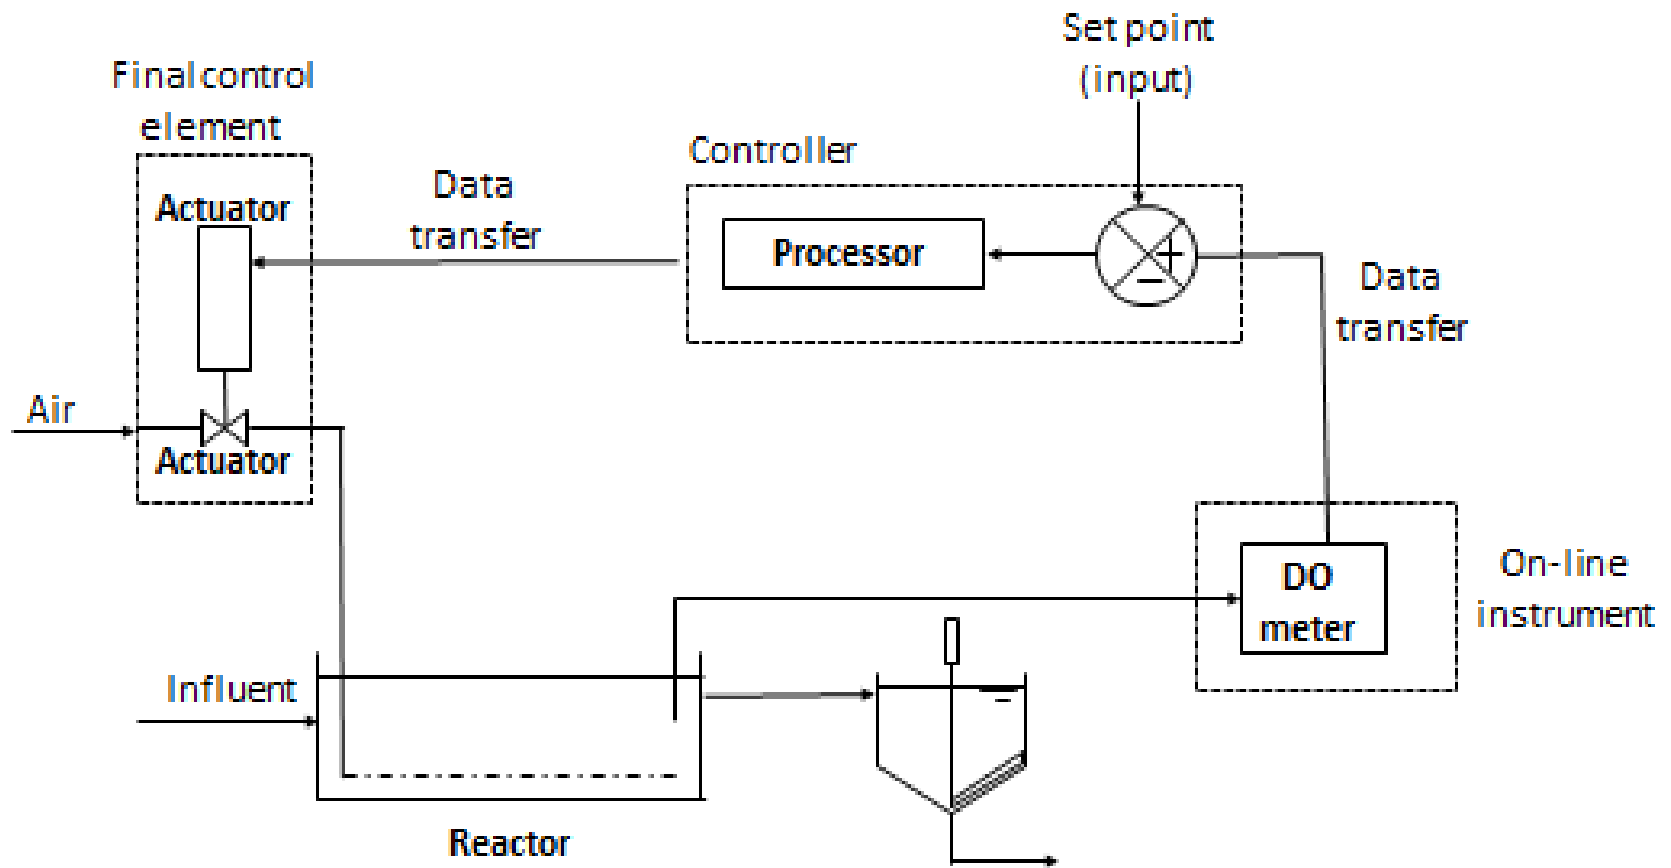 Set point
(input)
Final control
element
Controller
Data
transfer
Actuator
Processor
+
−
Data
transfer
Air
Actuator
DO
meter
On-line
instrument
Influent
Reactor